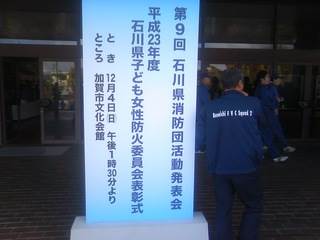 第9回 石川県消防団活動発表会
平成23年度
石川県子ども女性防火委員会表彰式
とき 12月4日(日) 午後1時30分より
ところ 加賀市文化会館